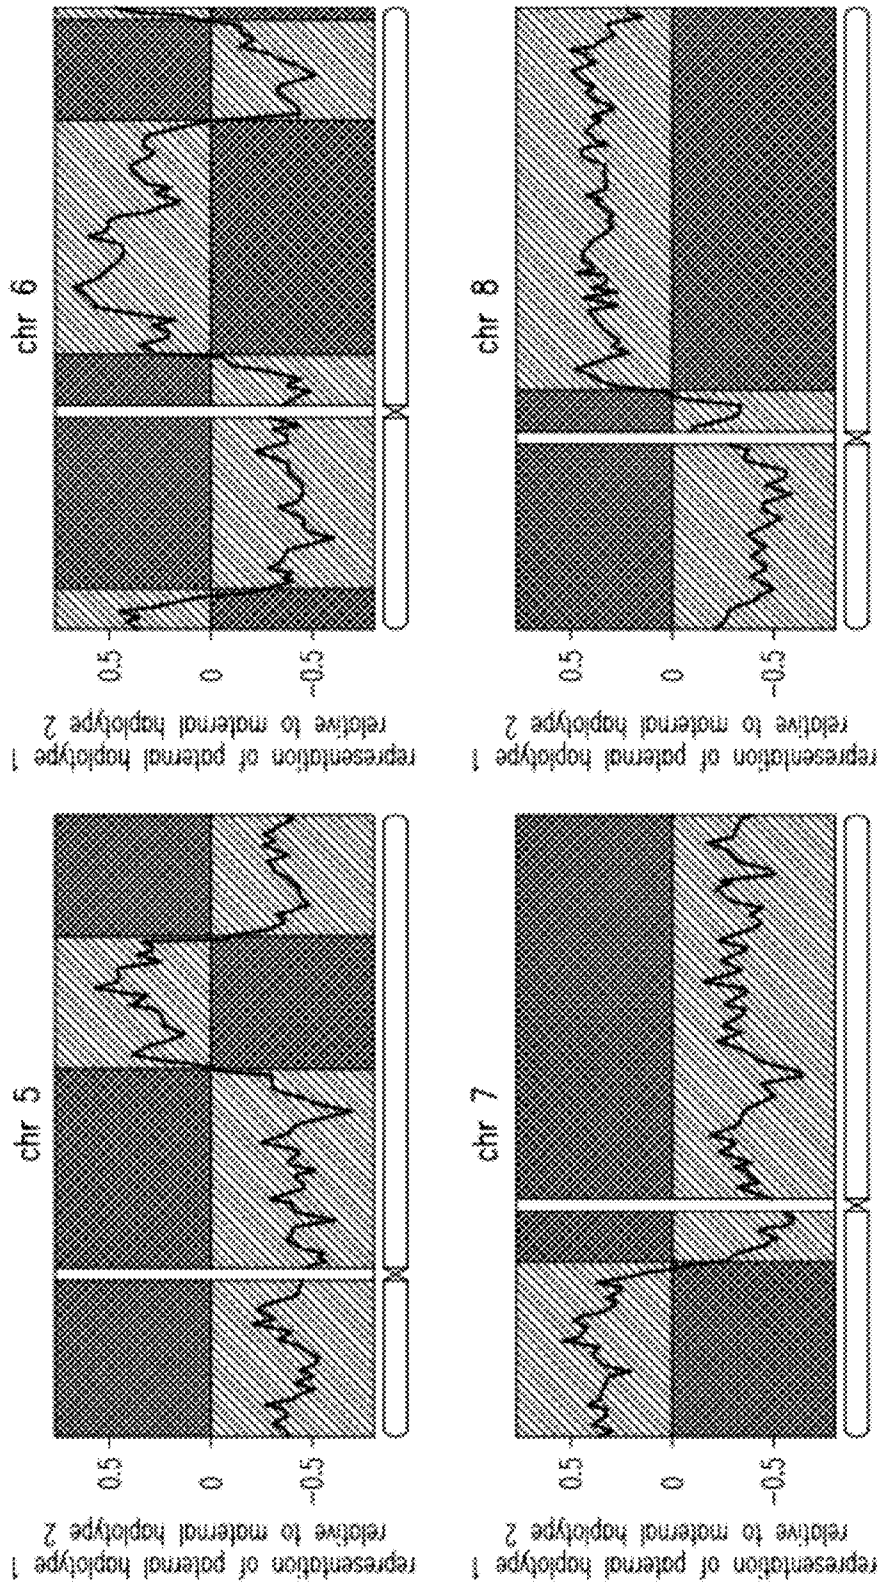 chr 5
representation of paternal haplotype 1
relative to maternal haplotype 2
0.5
0
-0.5
chr 6
representation of paternal haplotype 1
relative to maternal haplotype 2
0.5
0
-0.5
chr 7
representation of paternal haplotype 1
relative to maternal haplotype 2
0.5
0
-0.5
chr 8
representation of paternal haplotype 1
relative to maternal haplotype 2
0.5
0
-0.5